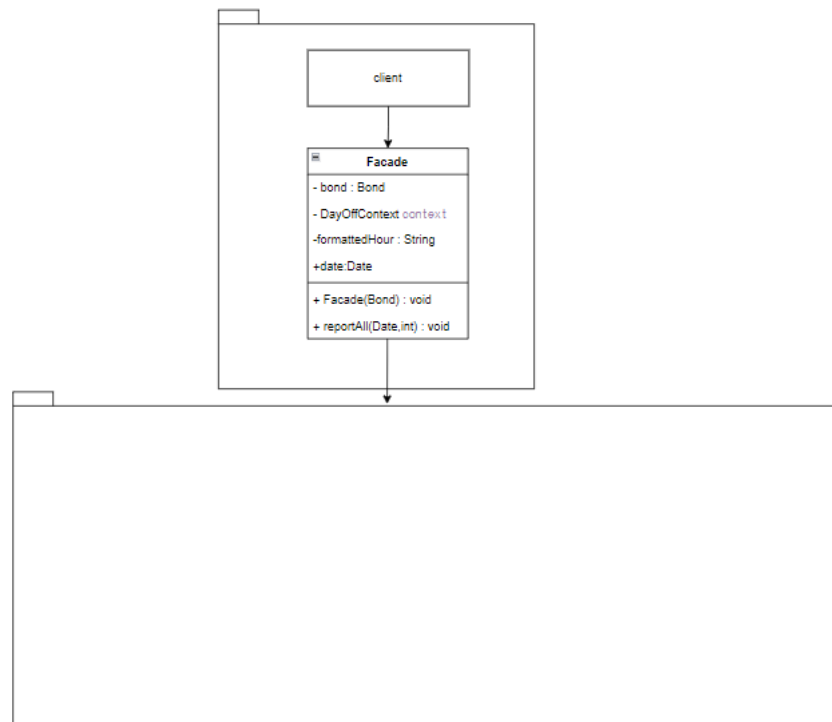 client
Facade
- bond : Bond
- DayOffContext context
-formattedHour : String
+date:Date
+ Facade(Bond) : void
+ reportAll(Date,int) : void